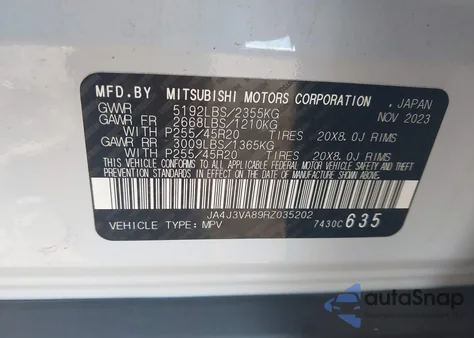 MFD.BY MITSUBISHI MOTORS CORPORATION, JAPAN
GVWR 5192LBS/2355KG NOV 2023
GAWR FR 2668LBS/1210KG
WITH P255/45R20 TIRES 20X8.0J RIMS
GAWR RR 3009LBS/1365KG
WITH P255/45R20 TIRES 20X8.0J RIMS
THIS VEHICLE CONFORMS TO ALL APPLICABLE FEDERAL MOTOR VEHICLE SAFETY AND THEFT
PREVENTION STANDARDS IN EFFECT ON THE DATE OF MANUFACTURE SHOWN ABOVE.
JA4J3VA89RZ035202
VEHICLE TYPE: MPV 7430C635
autoSnap